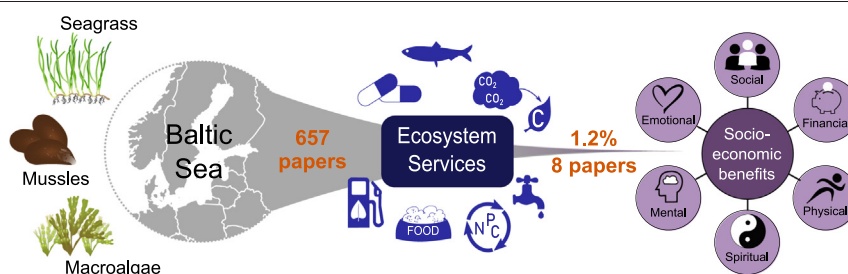 Seagrass
Mussles
Macroalgae
Baltic
Sea
657
papers
CO2
CO2
C
Ecosystem
Services
FOOD
N P C
1.2%
8 papers
Social
Emotional
Financial
Socio-
economic
benefits
Mental
Physical
Spiritual